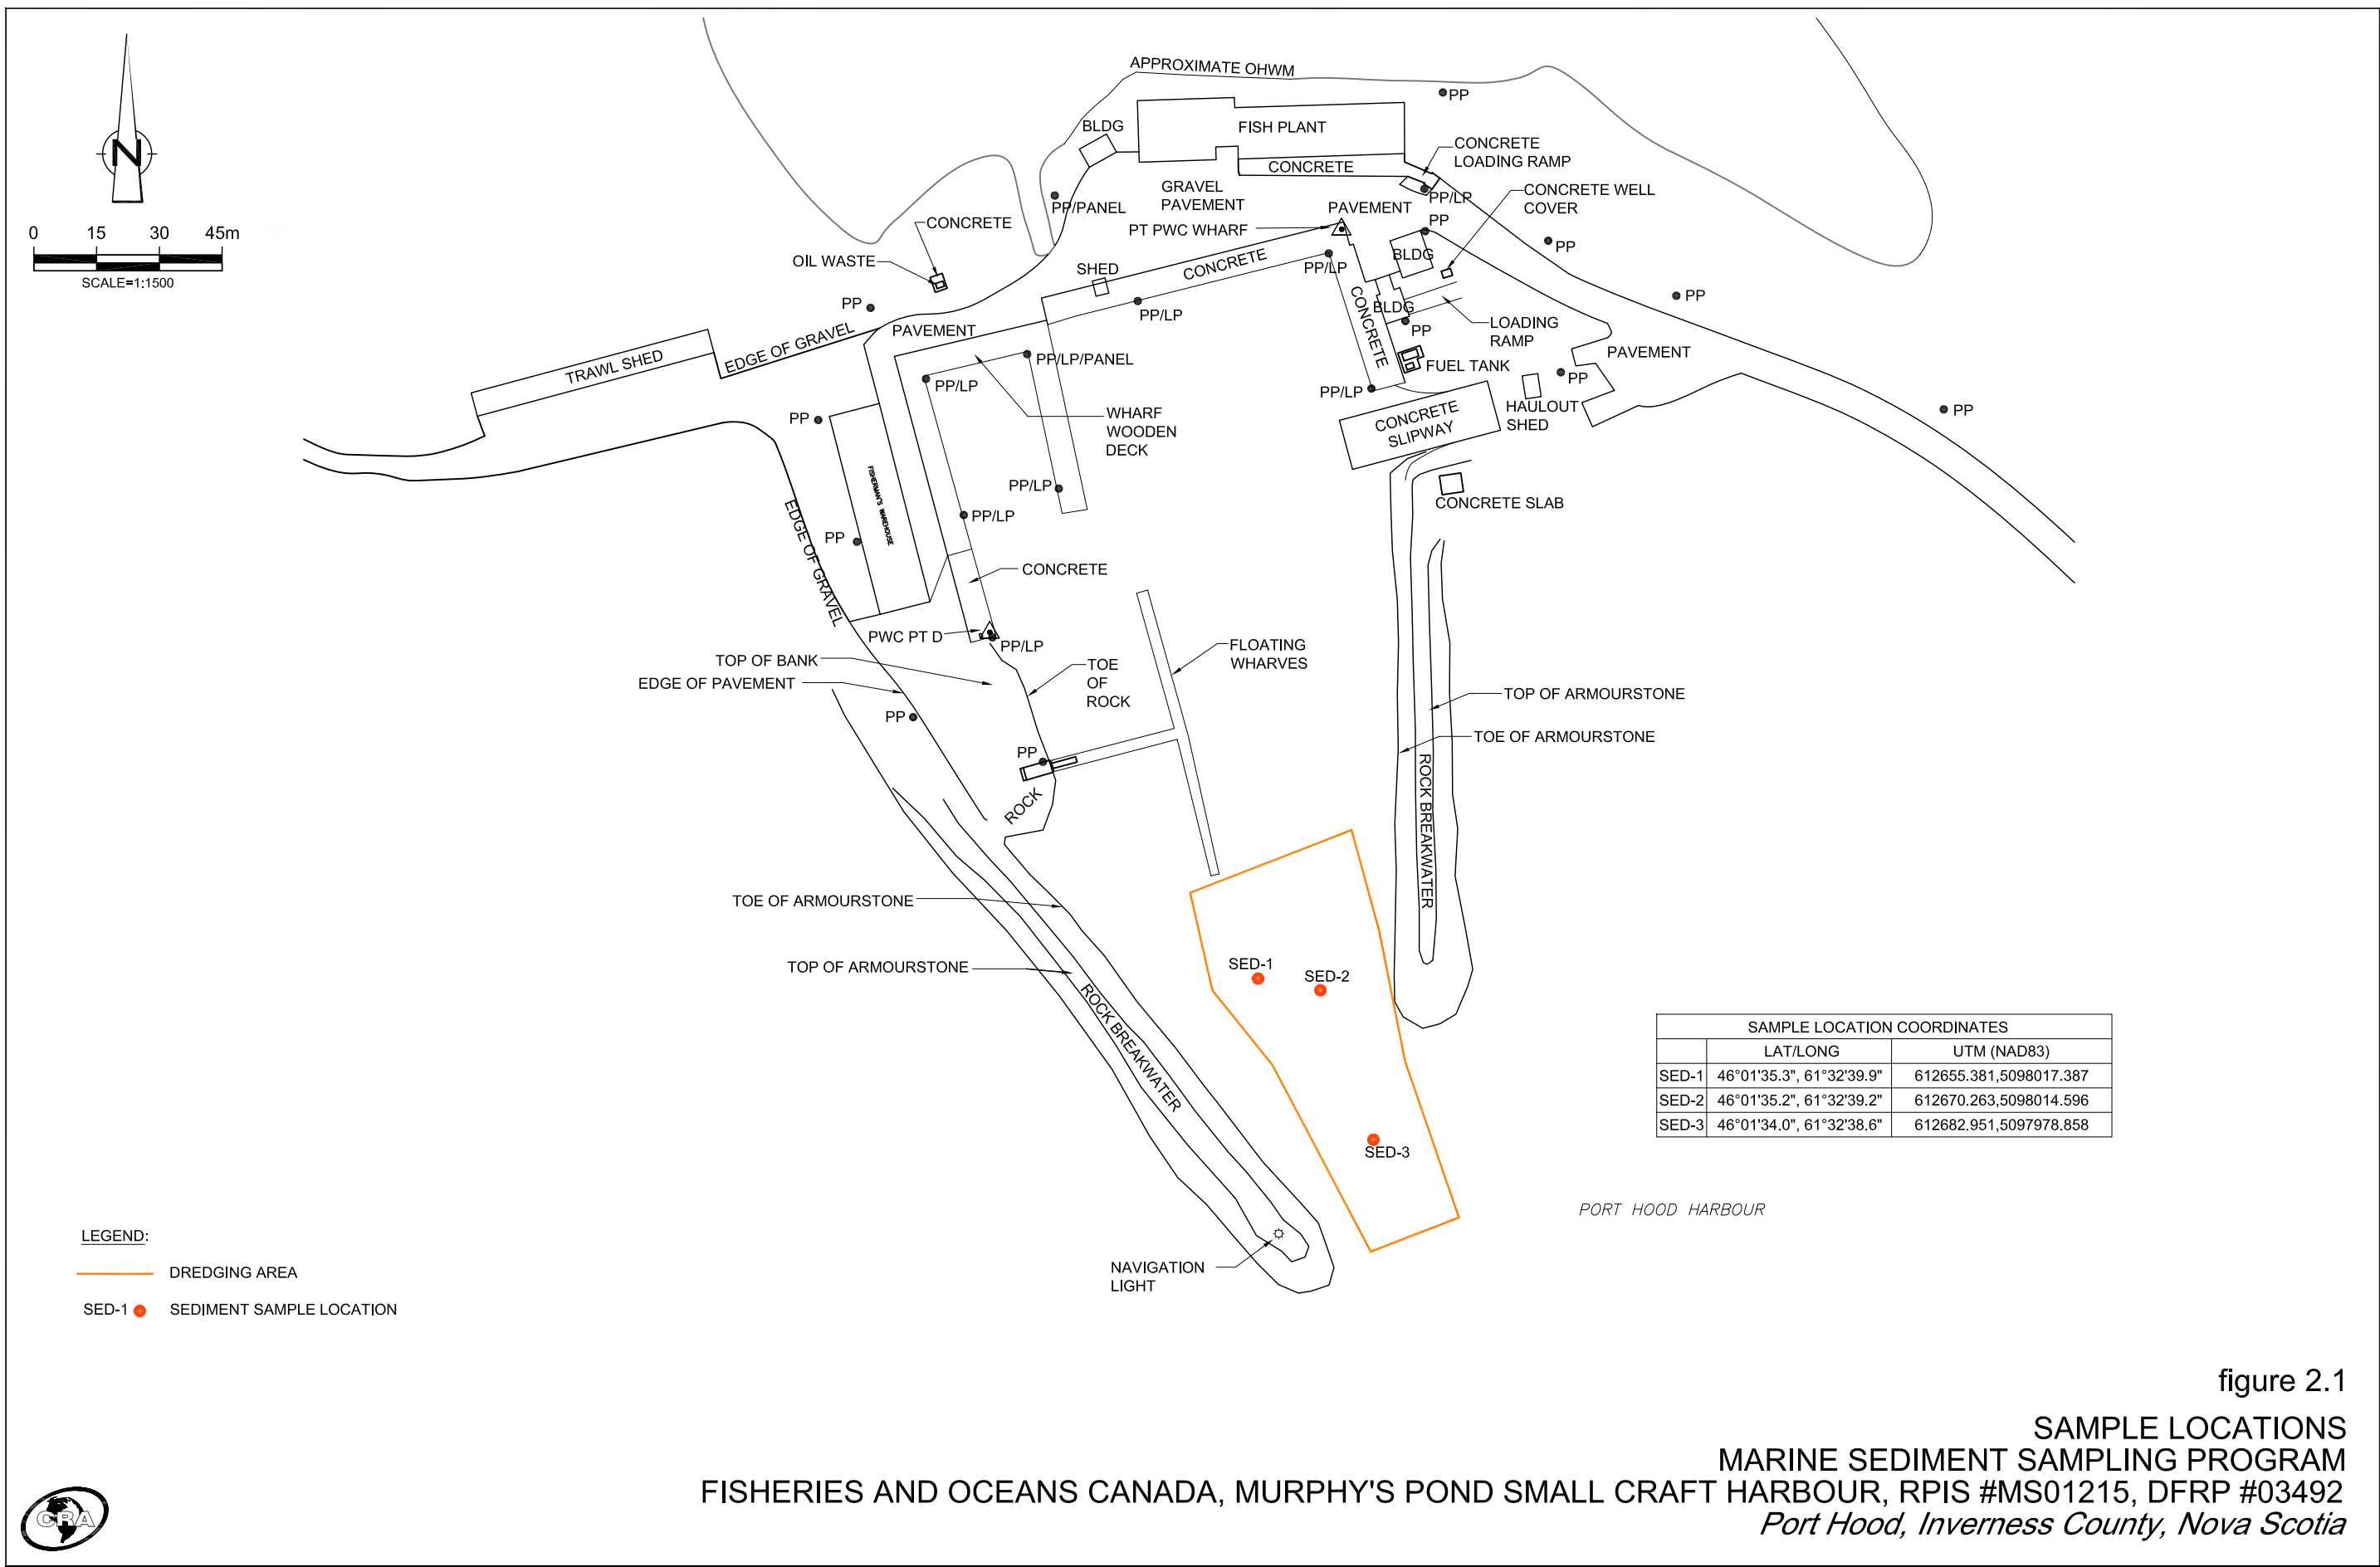 APPROXIMATE OHWM
PP
BLDG
FISH PLANT
CONCRETE
LOADING RAMP
CONCRETE
GRAVEL
PAVEMENT
PP/LP
CONCRETE WELL
COVER
PP/PANEL
PAVEMENT
PP
PT PWC WHARF
CONCRETE
OIL WASTE
SHED
CONCRETE
PP/LP
BLDG
PP
N
0 15 30 45m
SCALE=1:1500
PP
PP/LP
CONCRETE
BLDG
PP
PP
LOADING
RAMP
PAVEMENT
EDGE OF GRAVEL
PAVEMENT
TRAWL SHED
PP/LP/PANEL
PP/LP
FUEL TANK
PP
PP/LP
HAULOUT
SHED
PP
PP
WHARF
WOODEN
DECK
CONCRETE
SLIPWAY
FISHERMAN'S WAREHOUSE
PP/LP
PP/LP
CONCRETE SLAB
EDGE OF GRAVEL
PP
CONCRETE
PWC PT D
PP/LP
TOP OF BANK
EDGE OF PAVEMENT
TOE
OF
ROCK
FLOATING
WHARVES
TOP OF ARMOURSTONE
TOE OF ARMOURSTONE
PP
PP
ROCK
ROCK BREAKWATER
TOE OF ARMOURSTONE
TOP OF ARMOURSTONE
SED-1
SED-2
ROCK BREAKWATER
SED-3
SAMPLE LOCATION COORDINATES
LAT/LONG UTM (NAD83)
SED-1 46°01'35.3", 61°32'39.9" 612655.381,5098017.387
SED-2 46°01'35.2", 61°32'39.2" 612670.263,5098014.596
SED-3 46°01'34.0", 61°32'38.6" 612682.951,5097978.858
PORT HOOD HARBOUR
NAVIGATION
LIGHT
LEGEND:
DREDGING AREA
SED-1 SEDIMENT SAMPLE LOCATION
figure 2.1
SAMPLE LOCATIONS
MARINE SEDIMENT SAMPLING PROGRAM
FISHERIES AND OCEANS CANADA, MURPHY'S POND SMALL CRAFT HARBOUR, RPIS #MS01215, DFRP #03492
Port Hood, Inverness County, Nova Scotia
CRA